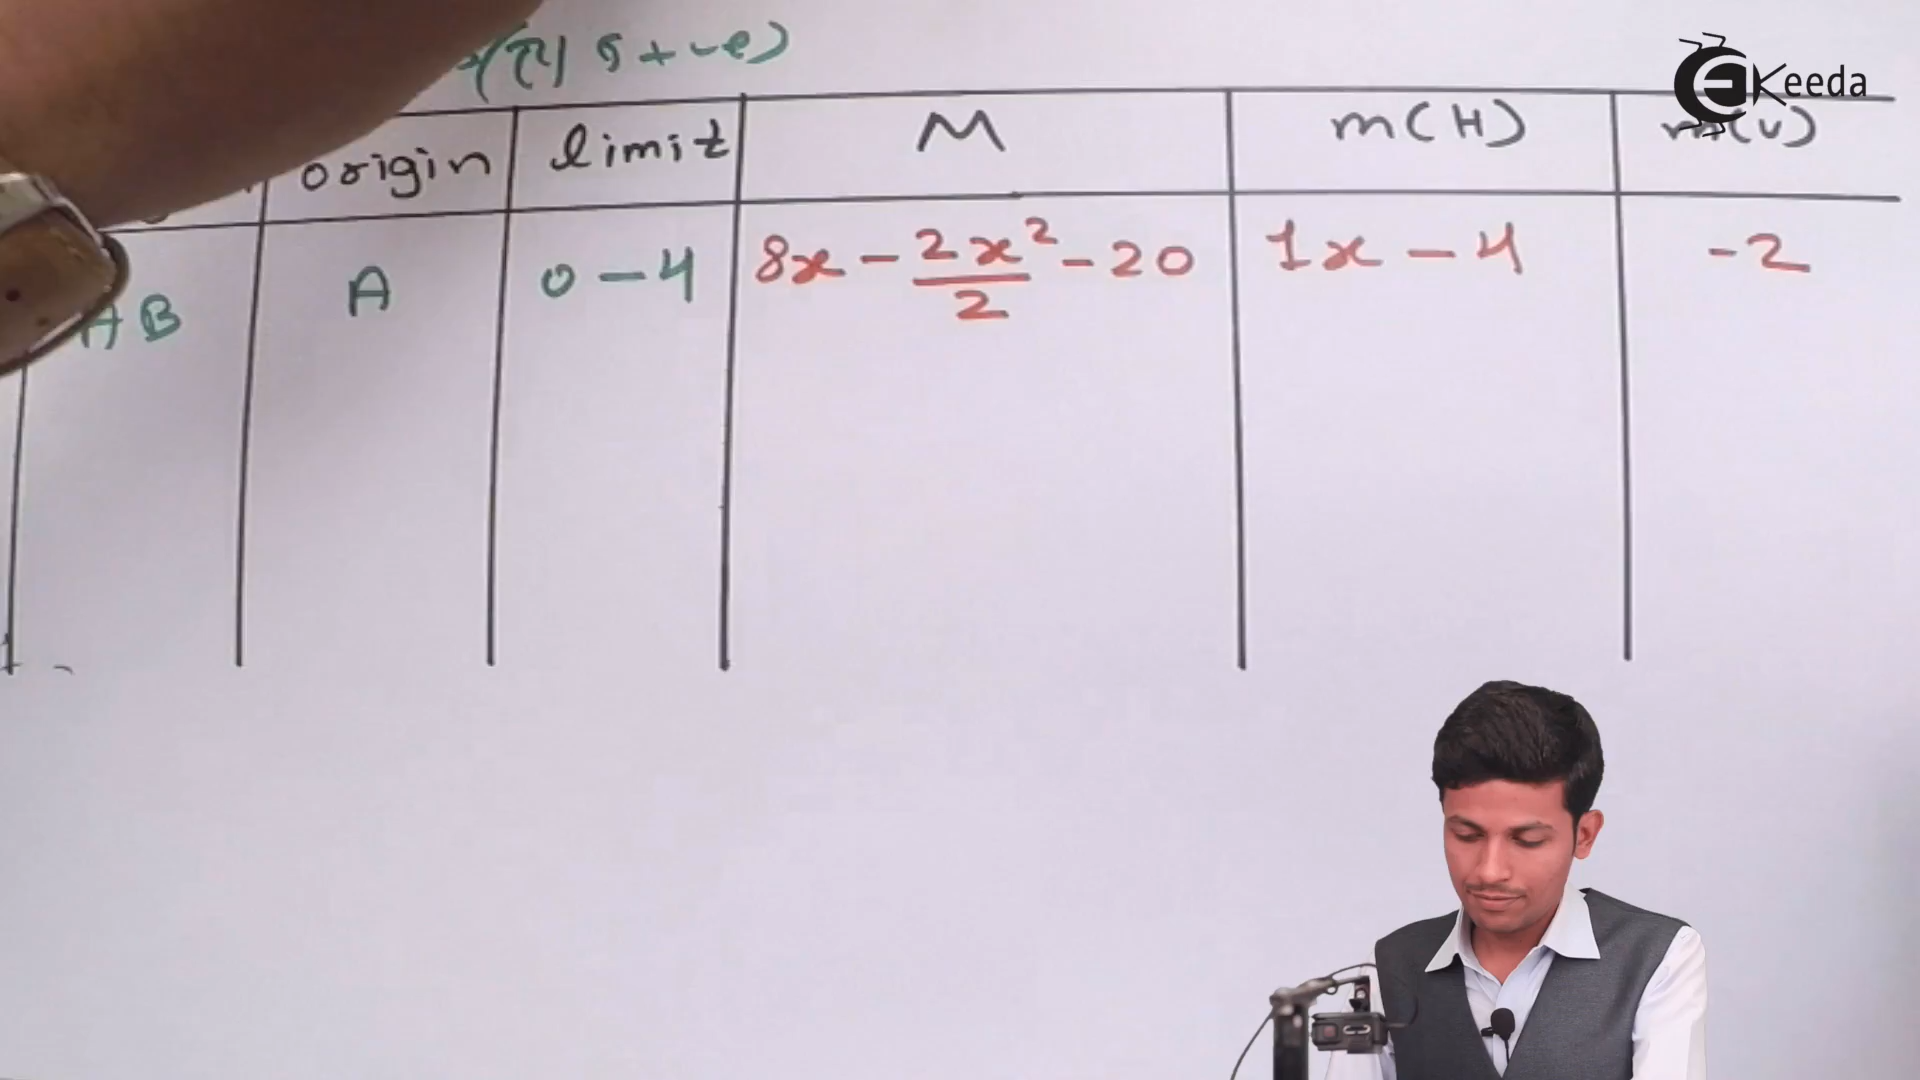 Keeda
origin limit M m(H) m(v)
AB A 0-4 8x - 2x²/2 - 20 1x - 4 -2